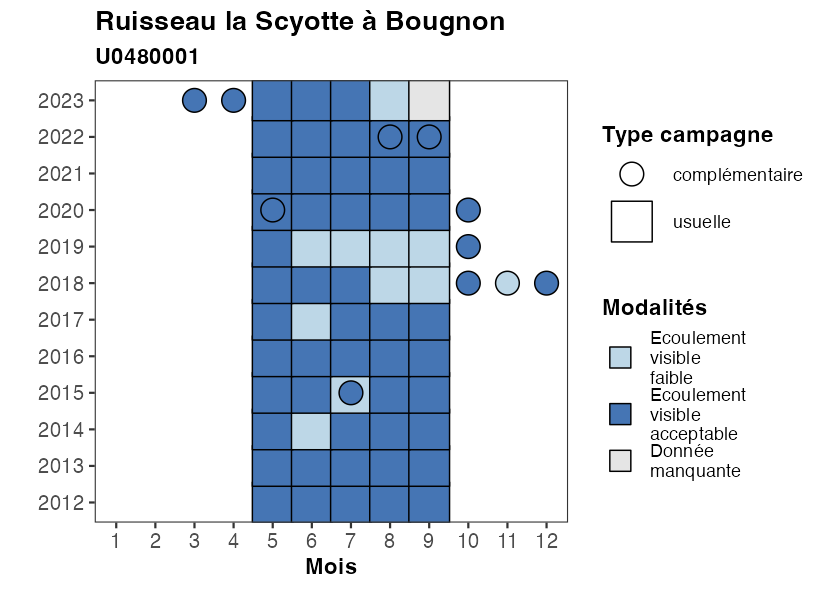 Ruisseau la Scyotte à Bougnon
U0480001
2023
2022
2021
2020
2019
2018
2017
2016
2015
2014
2013
2012
1 2 3 4 5 6 7 8 9 10 11 12
Mois
Type campagne
complémentaire
usuelle
Modalités
Ecoulement
visible
faible
Ecoulement
visible
acceptable
Donnée
manquante